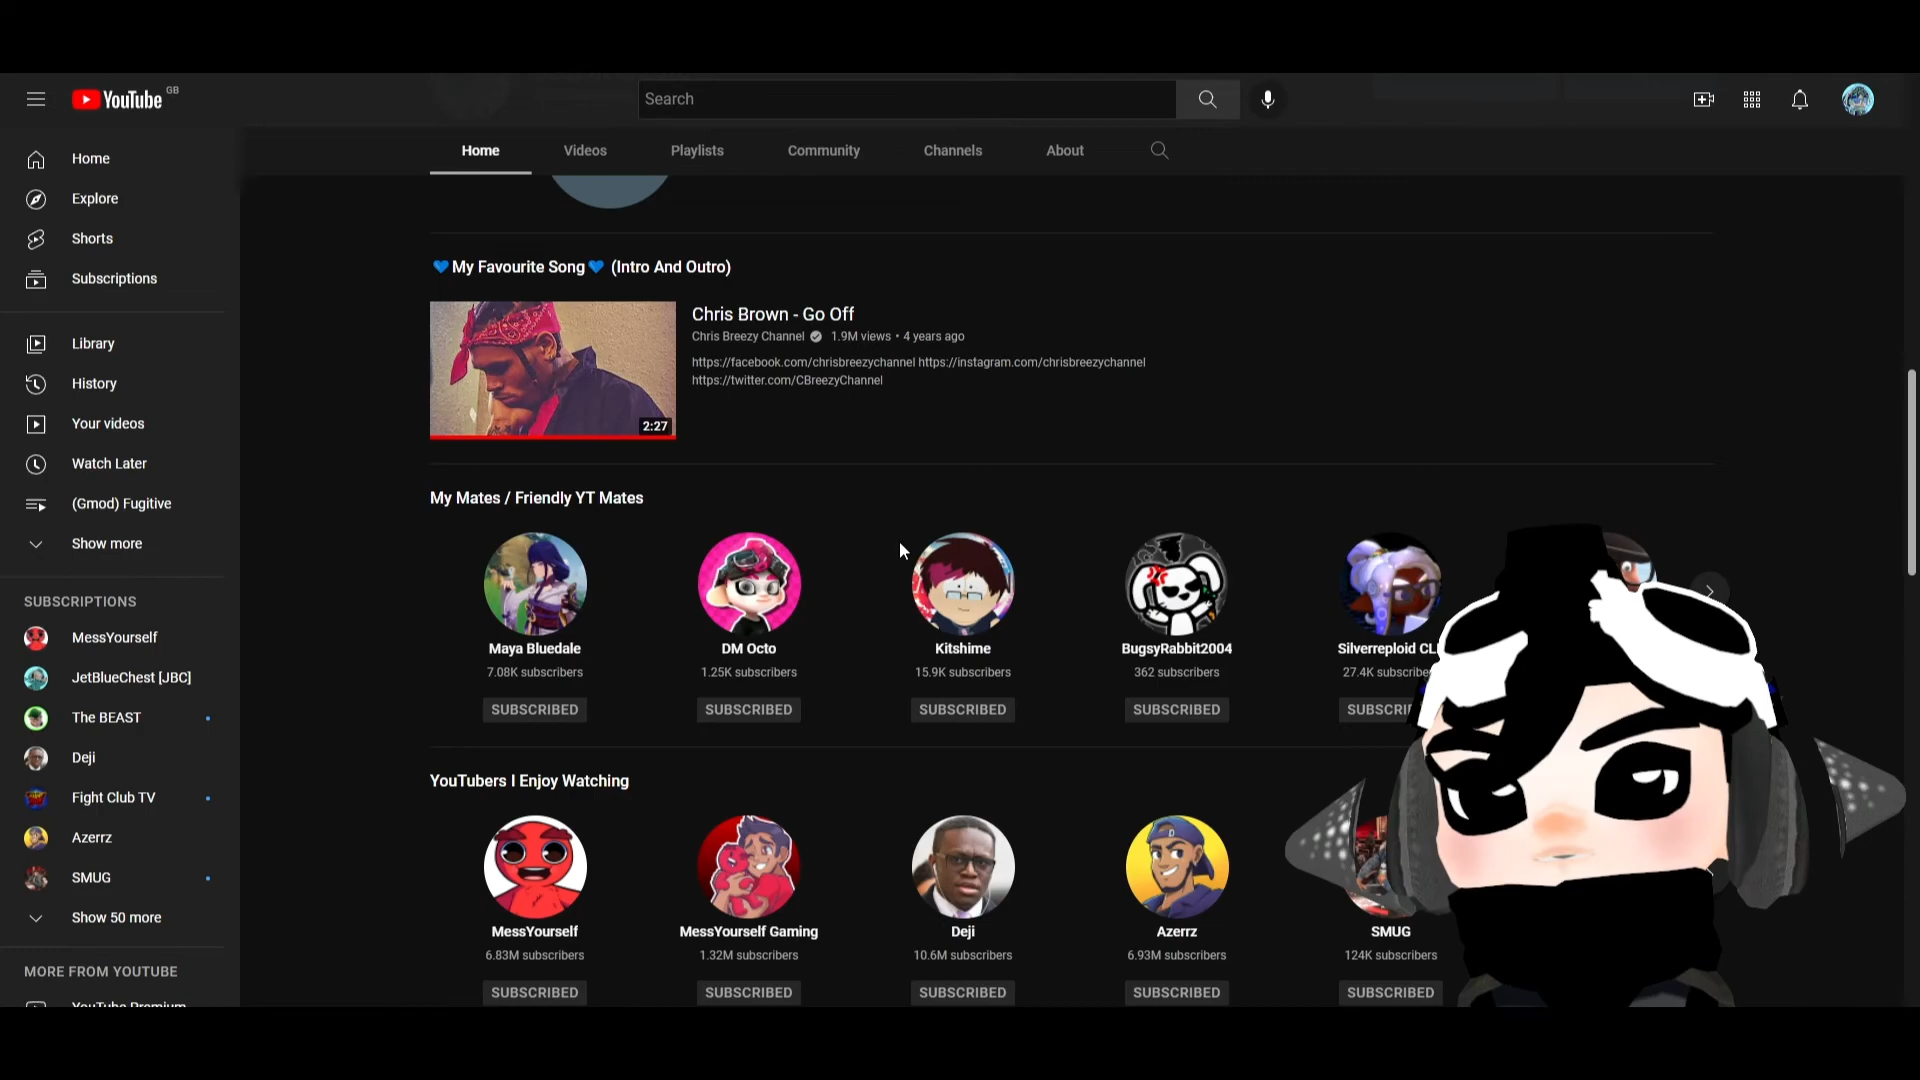 YouTube GB
Search
Home
Videos
Playlists
Community
Channels
About
Home
Explore
Shorts
Subscriptions
Library
History
Your videos
Watch Later
(Gmod) Fugitive
Show more
SUBSCRIPTIONS
MessYourself
JetBlueChest [JBC]
The BEAST
Deji
Fight Club TV
Azerrz
SMUG
Show 50 more
MORE FROM YOUTUBE
YouTube Premium
💙My Favourite Song💙 (Intro And Outro)
2:27
Chris Brown - Go Off
Chris Breezy Channel 1.9M views • 4 years ago
https://facebook.com/chrisbreezychannel https://instagram.com/chrisbreezychannel
https://twitter.com/CBreezyChannel
My Mates / Friendly YT Mates
Maya Bluedale
7.08K subscribers
SUBSCRIBED
DM Octo
1.25K subscribers
SUBSCRIBED
Kitshime
15.9K subscribers
SUBSCRIBED
BugsyRabbit2004
362 subscribers
SUBSCRIBED
Silverreploid
27.4K
YouTubers I Enjoy Watching
MessYourself
6.83M subscribers
SUBSCRIBED
MessYourself Gaming
1.32M subscribers
SUBSCRIBED
Deji
10.6M subscribers
SUBSCRIBED
Azerrz
6.93M subscribers
SUBSCRIBED
SMUG
124K subscribers
SUBSCRIBED